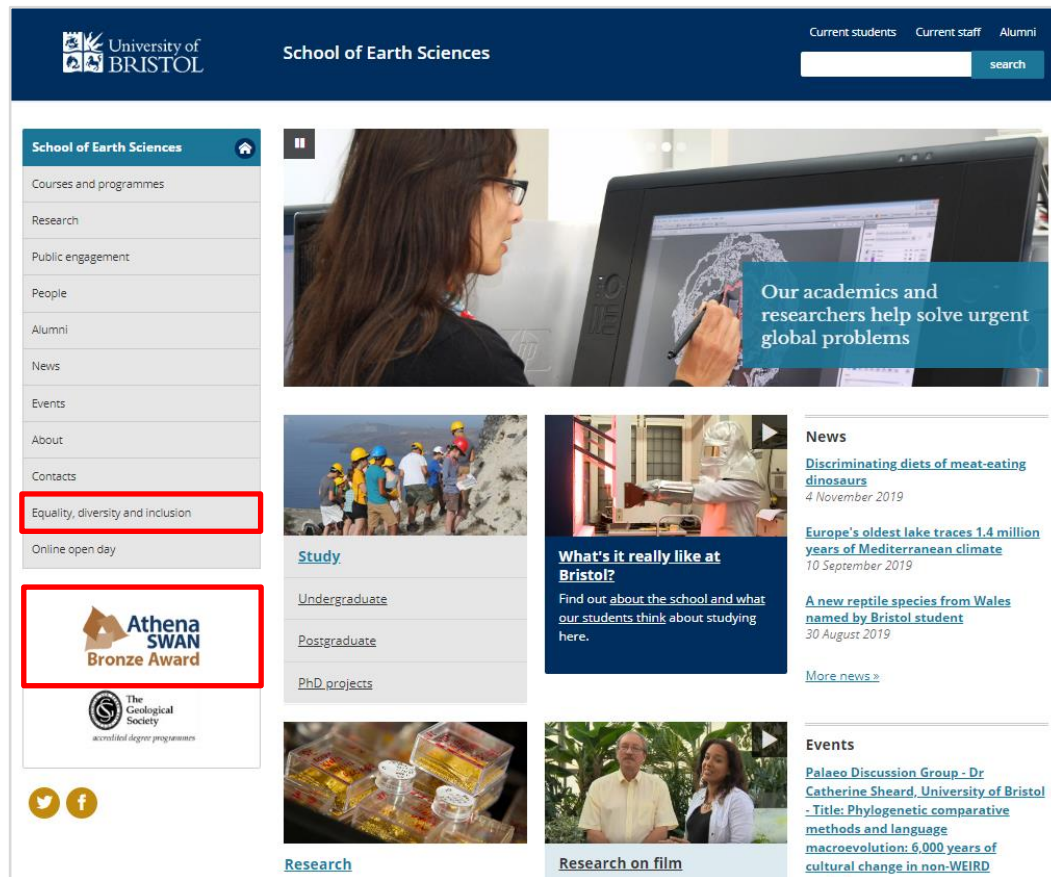 University of
BRISTOL
School of Earth Sciences
Current students Current staff Alumni
search
School of Earth Sciences
Courses and programmes
Research
Public engagement
People
Alumni
News
Events
About
Contacts
Equality, diversity and inclusion
Online open day
Athena
SWAN
Bronze Award
The
Geological
Society
accredited degree programmes
Our academics and
researchers help solve urgent
global problems
Study
Undergraduate
Postgraduate
PhD projects
What's it really like at
Bristol?
Find out about the school and what
our students think about studying
here.
News
Discriminating diets of meat-eating
dinosaurs
4 November 2019
Europe's oldest lake traces 1.4 million
years of Mediterranean climate
10 September 2019
A new reptile species from Wales
named by Bristol student
30 August 2019
More news »
Research
Research on film
Events
Palaeo Discussion Group - Dr
Catherine Sheard, University of Bristol
- Title: Phylogenetic comparative
methods and language
macroevolution: 6,000 years of
cultural change in non-WEIRD